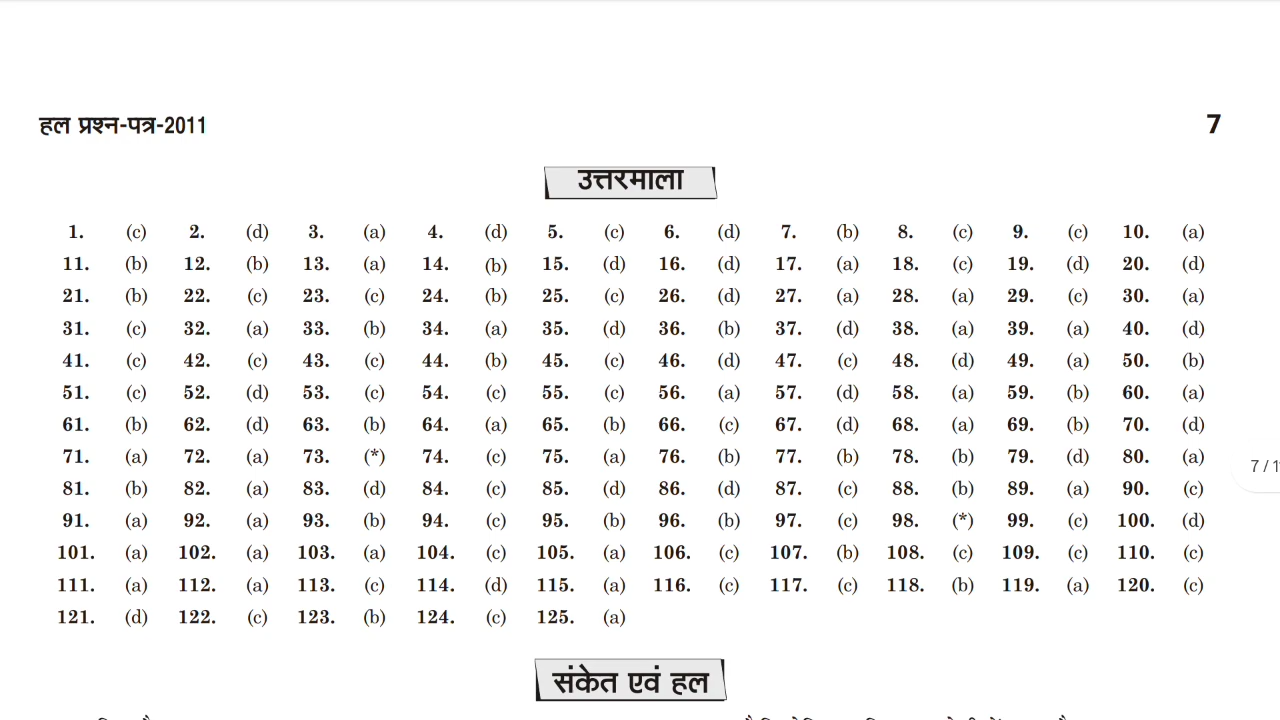 हल प्रश्न-पत्र-2011 7
उत्तरमाला
1. (c) 2. (d) 3. (a) 4. (d) 5. (c) 6. (d) 7. (b) 8. (c) 9. (c) 10. (a)
11. (b) 12. (b) 13. (a) 14. (b) 15. (d) 16. (d) 17. (a) 18. (c) 19. (d) 20. (d)
21. (b) 22. (c) 23. (c) 24. (b) 25. (c) 26. (d) 27. (a) 28. (a) 29. (c) 30. (a)
31. (c) 32. (a) 33. (b) 34. (a) 35. (d) 36. (b) 37. (d) 38. (a) 39. (a) 40. (d)
41. (c) 42. (c) 43. (c) 44. (b) 45. (c) 46. (d) 47. (c) 48. (d) 49. (a) 50. (b)
51. (c) 52. (d) 53. (c) 54. (c) 55. (c) 56. (a) 57. (d) 58. (a) 59. (b) 60. (a)
61. (b) 62. (d) 63. (b) 64. (a) 65. (b) 66. (c) 67. (d) 68. (a) 69. (b) 70. (d)
71. (a) 72. (a) 73. (*) 74. (c) 75. (a) 76. (b) 77. (b) 78. (b) 79. (d) 80. (a)
81. (b) 82. (a) 83. (d) 84. (c) 85. (d) 86. (d) 87. (c) 88. (b) 89. (a) 90. (c)
91. (a) 92. (a) 93. (b) 94. (c) 95. (b) 96. (b) 97. (c) 98. (*) 99. (c) 100. (d)
101. (a) 102. (a) 103. (a) 104. (c) 105. (a) 106. (c) 107. (b) 108. (c) 109. (c) 110. (c)
111. (a) 112. (a) 113. (c) 114. (d) 115. (a) 116. (c) 117. (c) 118. (b) 119. (a) 120. (c)
121. (d) 122. (c) 123. (b) 124. (c) 125. (a)
संकेत एवं हल